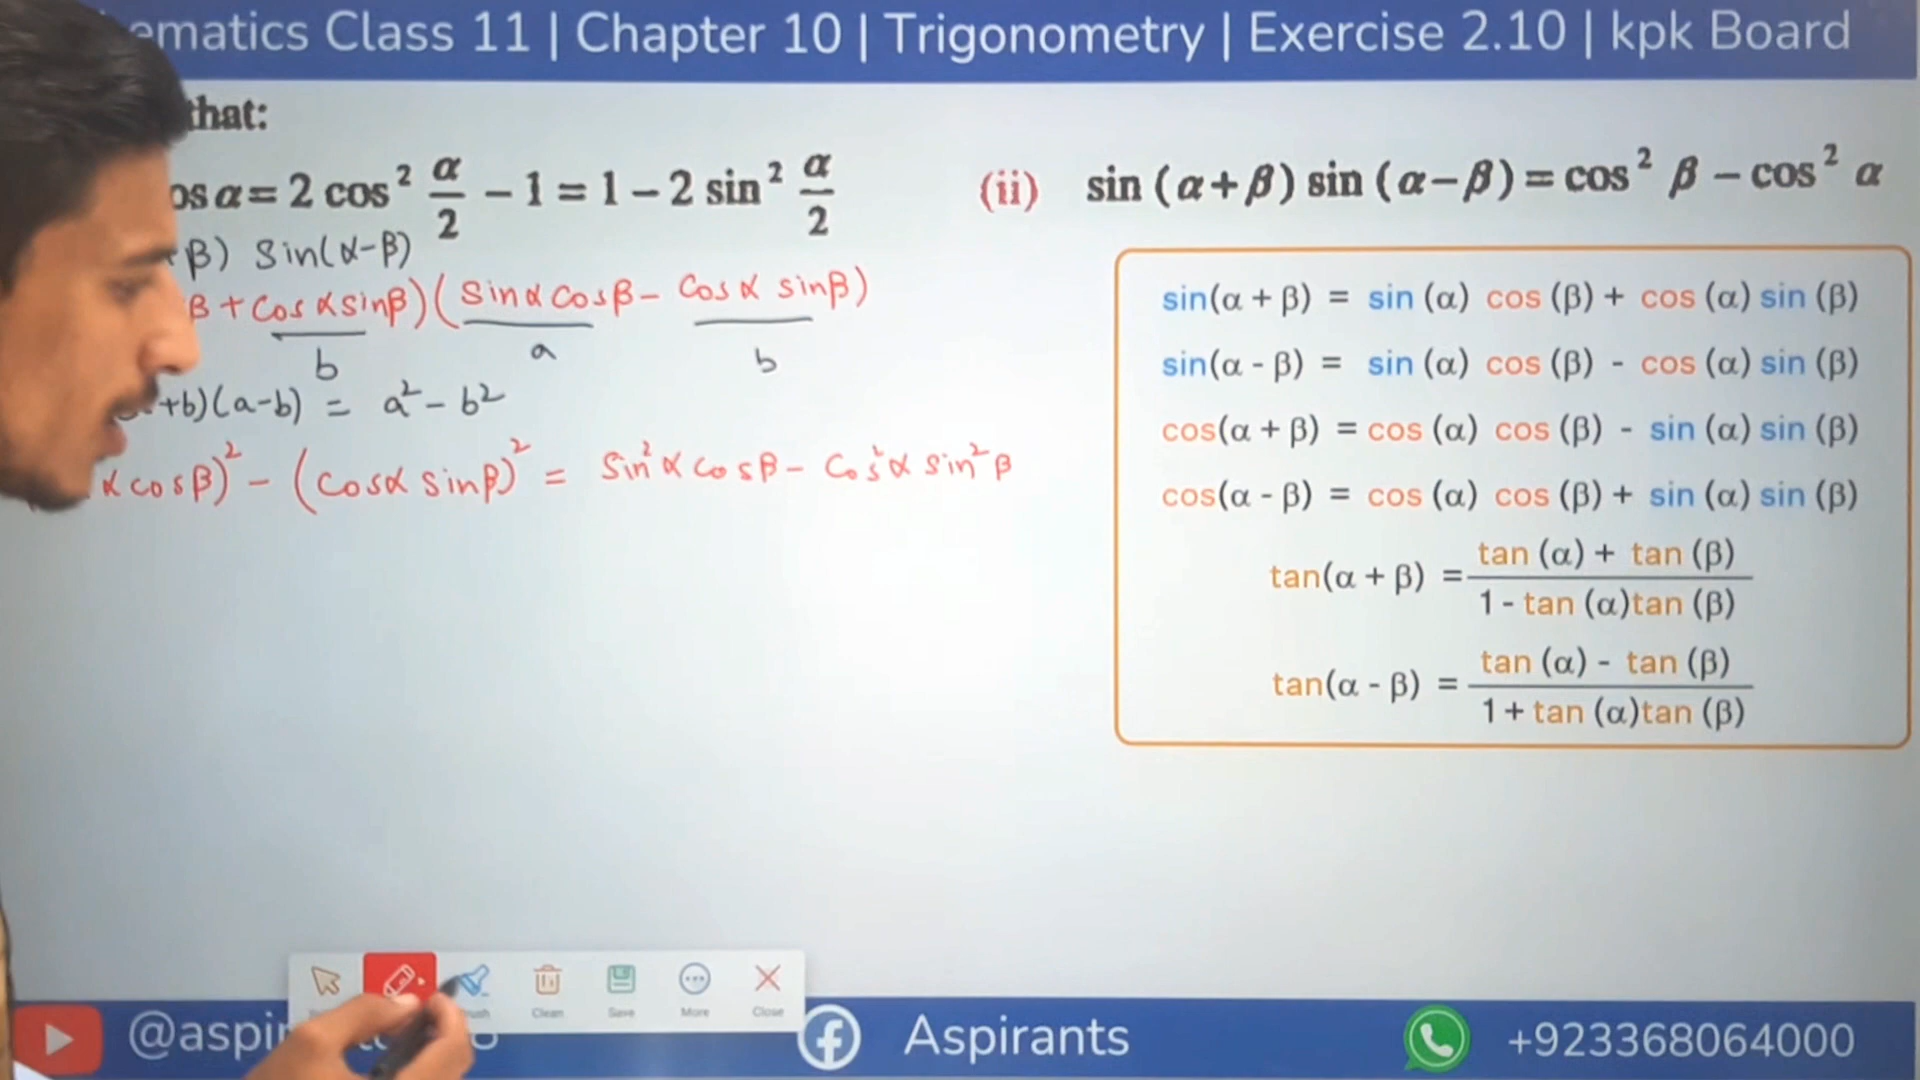 ematics Class 11 | Chapter 10 | Trigonometry | Exercise 2.10 | kpk Board
that:
os α = 2 cos² α/2 − 1 = 1 − 2 sin² α/2
(ii) sin (α+β) sin (α−β) = cos² β − cos² α
β) Sin(α-β)
β + Cos α sinβ) ( Sinα Cosβ − Cos α sinβ)
b a b
+b)(a-b) = a² - b²
α cosβ)² − (Cosα sinβ)² = Sin²α Cosβ − Cos²α Sin²β
sin(α + β) = sin (α) cos (β) + cos (α) sin (β)
sin(α - β) = sin (α) cos (β) - cos (α) sin (β)
cos(α + β) = cos (α) cos (β) - sin (α) sin (β)
cos(α - β) = cos (α) cos (β) + sin (α) sin (β)
tan(α + β) = tan (α) + tan (β) / 1 - tan (α)tan (β)
tan(α - β) = tan (α) - tan (β) / 1 + tan (α)tan (β)
Clean Save More Close
@aspi Aspirants +923368064000